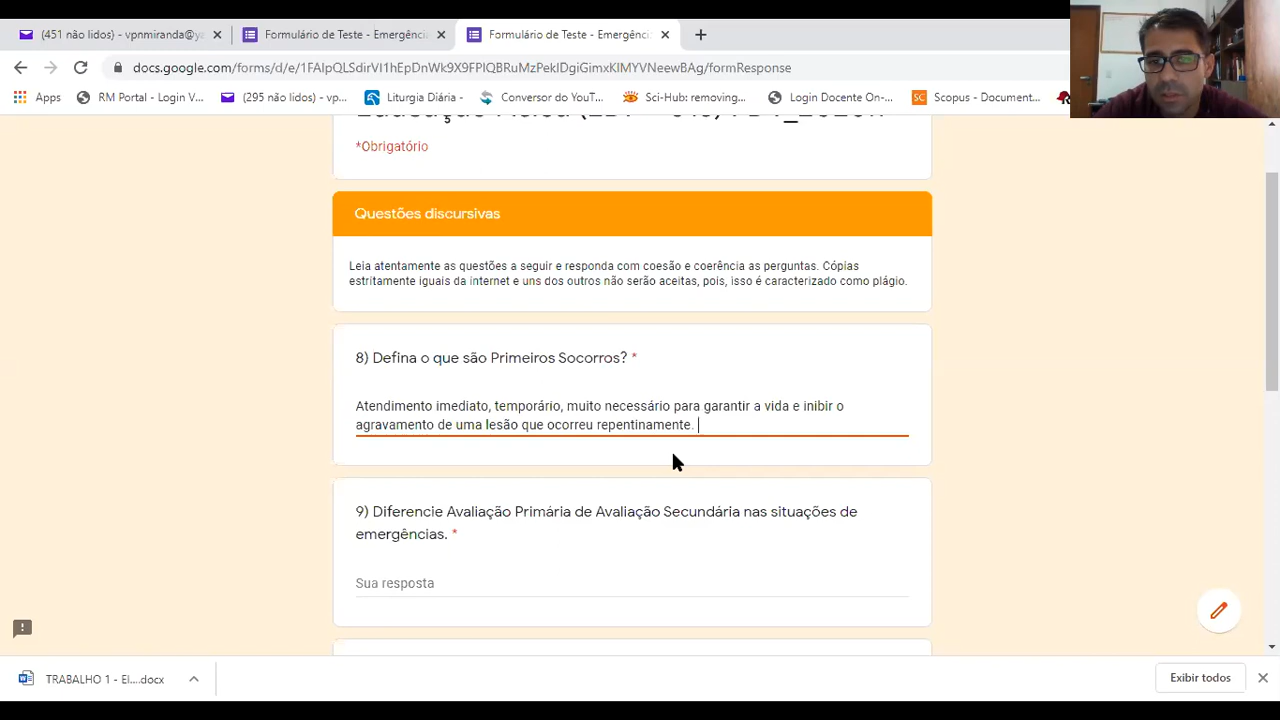 (451 não lidos) - vpnmiranda@y
Formulário de Teste - Emergênci
Formulário de Teste - Emergênci
docs.google.com/forms/d/e/1FAIpQLSdirVI1hEpDnWk9X9FPIQBRuMzPekIDgiGimxKlMYVNeewBAg/formResponse
Apps
RM Portal - Login V...
(295 não lidos) - vp...
Liturgia Diária -
Conversor do YouT...
Sci-Hub: removing...
Login Docente On-...
Scopus - Document...
*Obrigatório
Questões discursivas
Leia atentamente as questões a seguir e responda com coesão e coerência as perguntas. Cópias
estritamente iguais da internet e uns dos outros não serão aceitas, pois, isso é caracterizado como plágio.
8) Defina o que são Primeiros Socorros? *
Atendimento imediato, temporário, muito necessário para garantir a vida e inibir o
agravamento de uma lesão que ocorreu repentinamente.
9) Diferencie Avaliação Primária de Avaliação Secundária nas situações de
emergências. *
Sua resposta
TRABALHO 1 - El....docx
Exibir todos